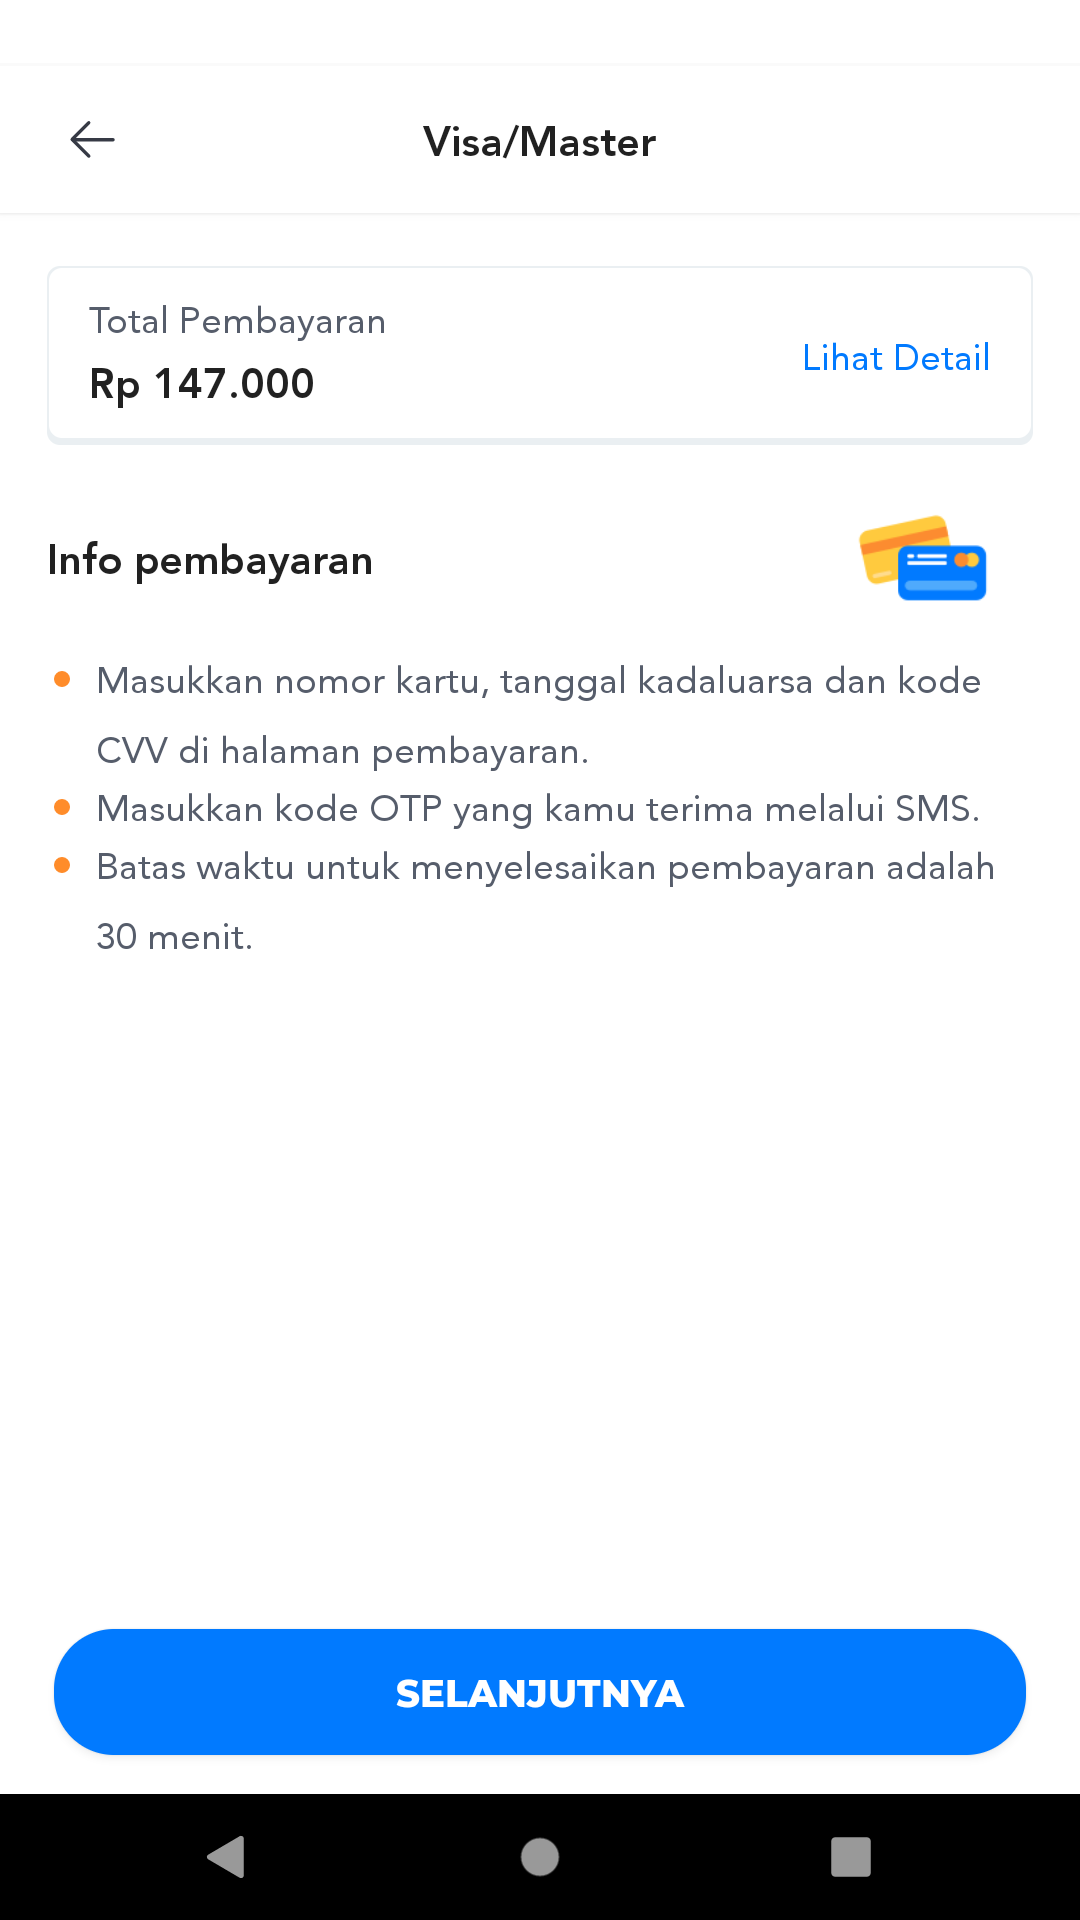 Visa/Master
Total Pembayaran
Rp 147.000
Lihat Detail
Info pembayaran
Masukkan nomor kartu, tanggal kadaluarsa dan kode
CVV di halaman pembayaran.
Masukkan kode OTP yang kamu terima melalui SMS.
Batas waktu untuk menyelesaikan pembayaran adalah
30 menit.
SELANJUTNYA